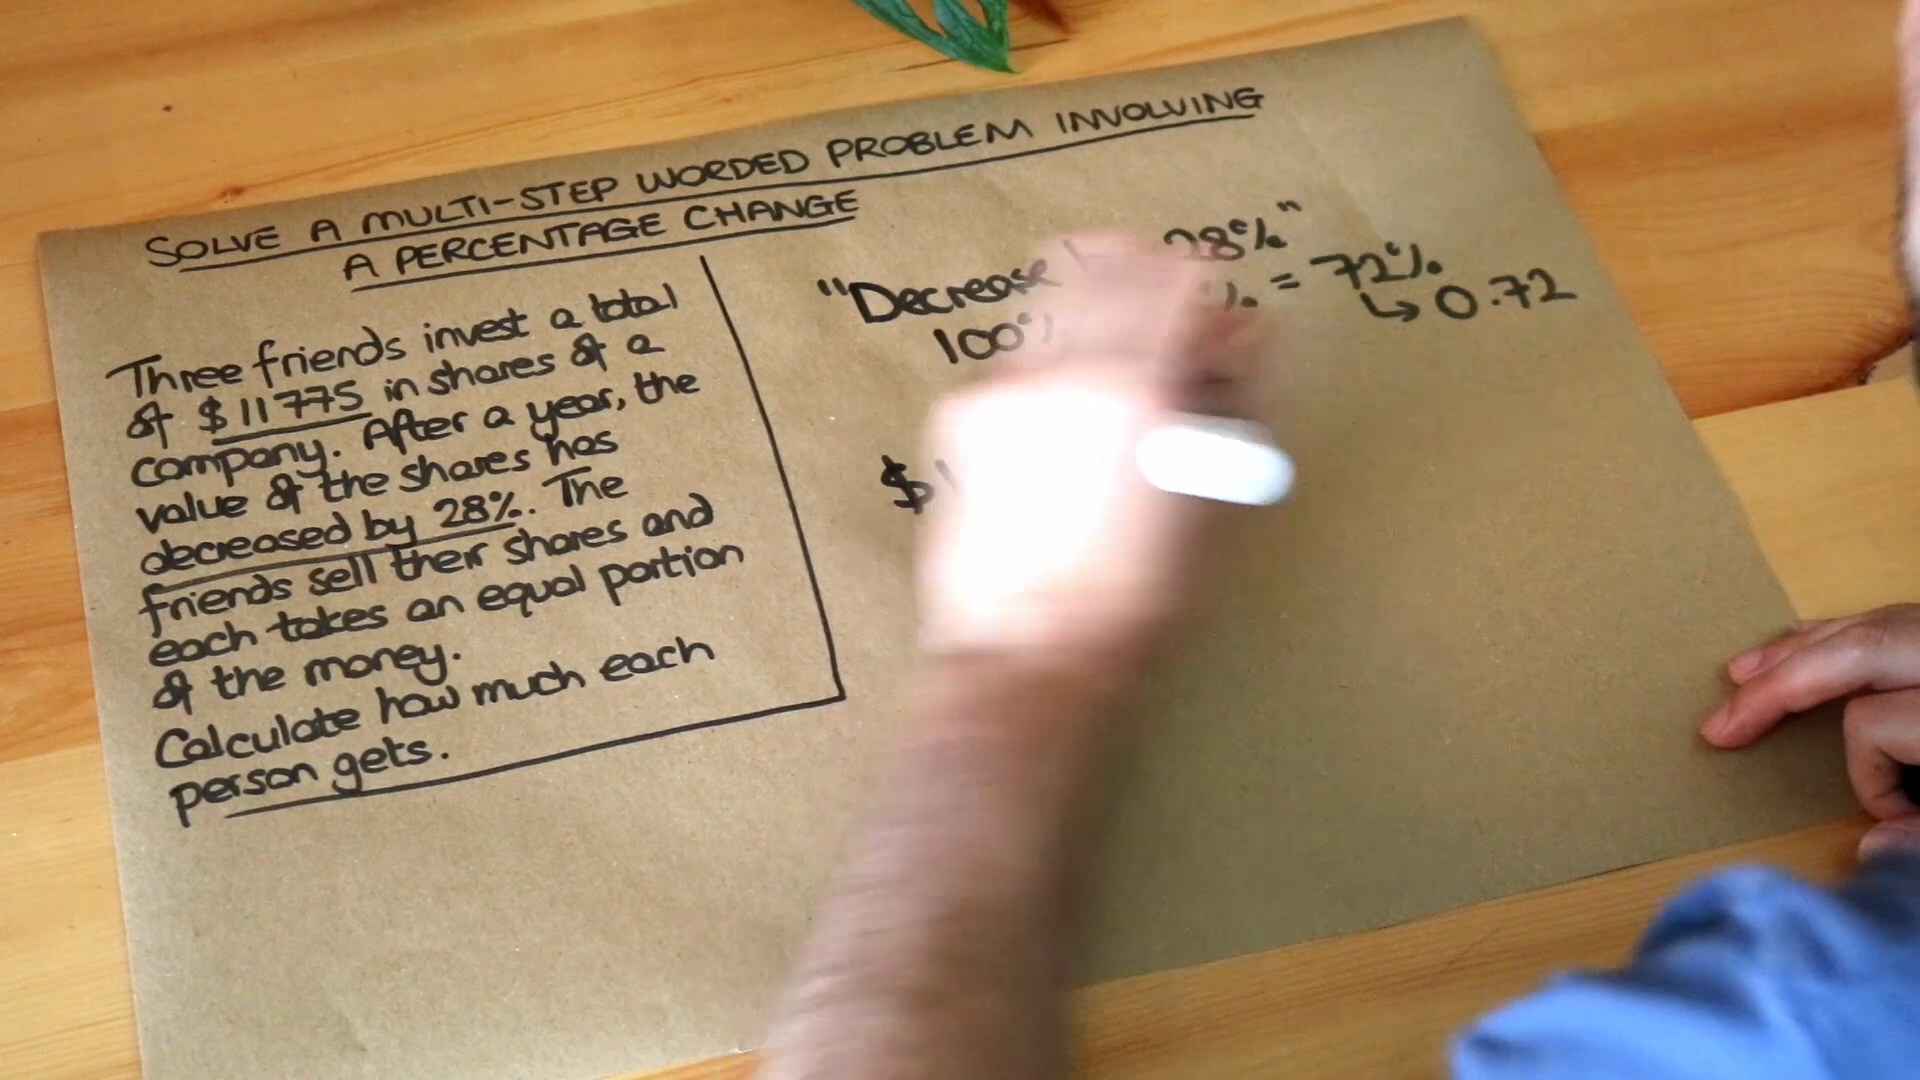 SOLVE A MULTI-STEP WORDED PROBLEM INVOLVING
A PERCENTAGE CHANGE
Three friends invest a total
of $11775 in shares of a
company. After a year, the
value of the shares has
decreased by 28%. The
friends sell their shares and
each takes an equal portion
of the money.
Calculate how much each
person gets.
"Decrease 28%"
100% % = 72%
↳ 0.72
$1